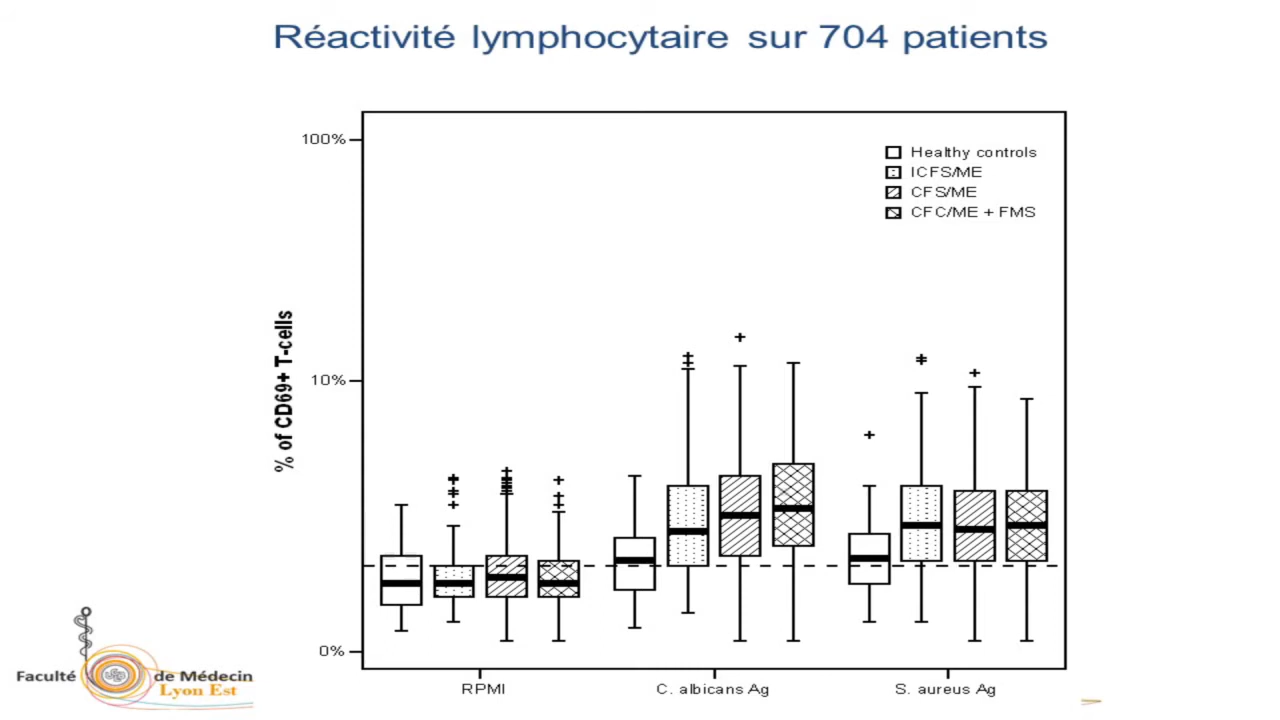 Réactivité lymphocytaire sur 704 patients
100%
Healthy controls
ICFS/ME
CFS/ME
CFC/ME + FMS
% of CD69+ T-cells
10%
0%
RPMI
C. albicans Ag
S. aureus Ag
Faculté de Médecin
Lyon Est